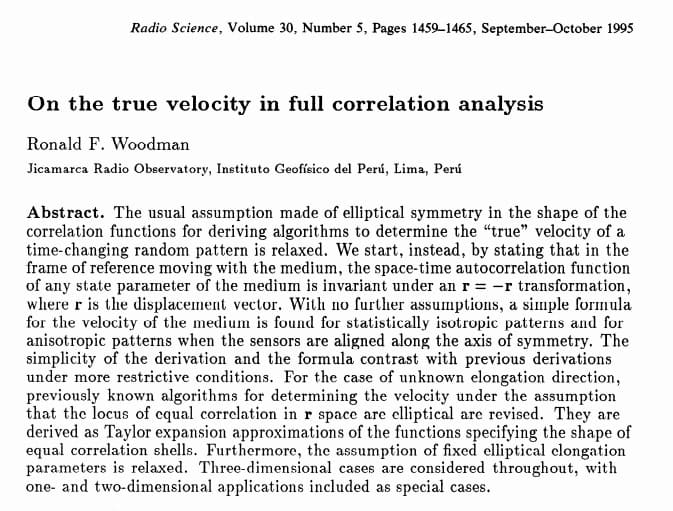 Radio Science, Volume 30, Number 5, Pages 1459–1465, September–October 1995
On the true velocity in full correlation analysis
Ronald F. Woodman
Jicamarca Radio Observatory, Instituto Geofísico del Perú, Lima, Perú
Abstract. The usual assumption made of elliptical symmetry in the shape of the
correlation functions for deriving algorithms to determine the “true” velocity of a
time-changing random pattern is relaxed. We start, instead, by stating that in the
frame of reference moving with the medium, the space-time autocorrelation function
of any state parameter of the medium is invariant under an r = −r transformation,
where r is the displacement vector. With no further assumptions, a simple formula
for the velocity of the medium is found for statistically isotropic patterns and for
anisotropic patterns when the sensors are aligned along the axis of symmetry. The
simplicity of the derivation and the formula contrast with previous derivations
under more restrictive conditions. For the case of unknown elongation direction,
previously known algorithms for determining the velocity under the assumption
that the locus of equal correlation in r space are elliptical are revised. They are
derived as Taylor expansion approximations of the functions specifying the shape of
equal correlation shells. Furthermore, the assumption of fixed elliptical elongation
parameters is relaxed. Three-dimensional cases are considered throughout, with
one- and two-dimensional applications included as special cases.